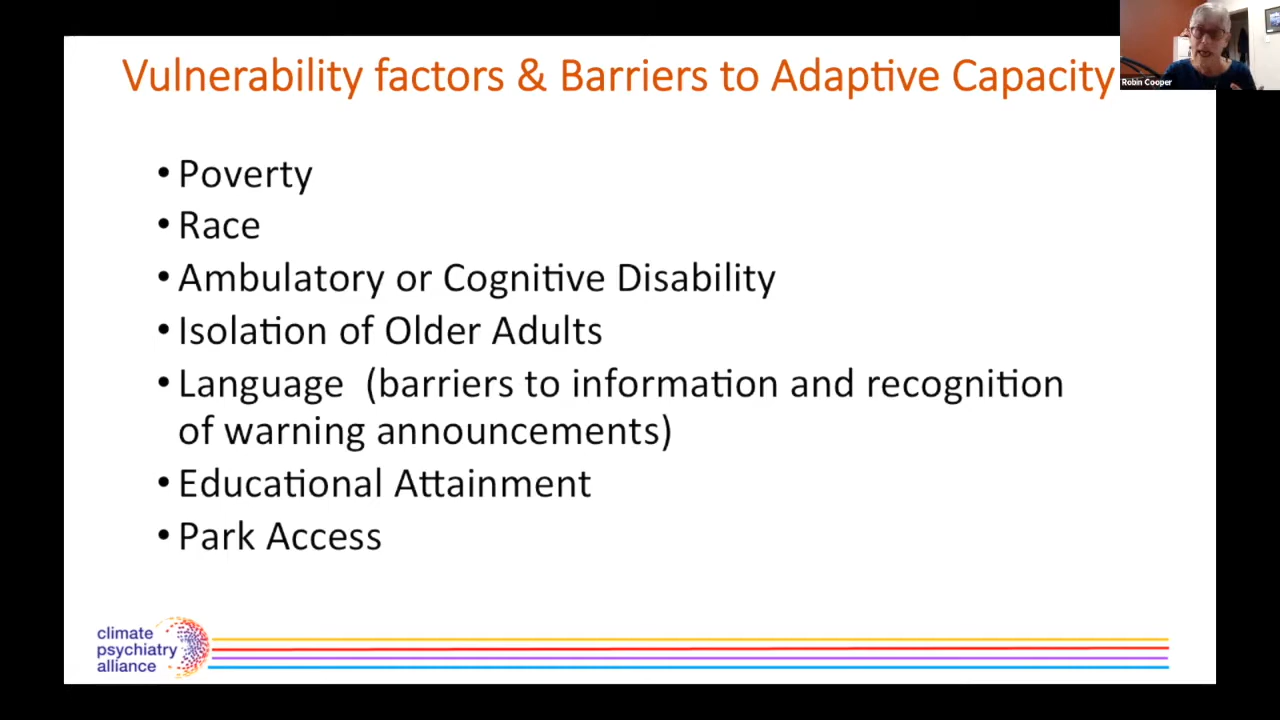 Vulnerability factors & Barriers to Adaptive Capacity
Robin Cooper
• Poverty
• Race
• Ambulatory or Cognitive Disability
• Isolation of Older Adults
• Language  (barriers to information and recognition
of warning announcements)
• Educational Attainment
• Park Access
climate
psychiatry
alliance